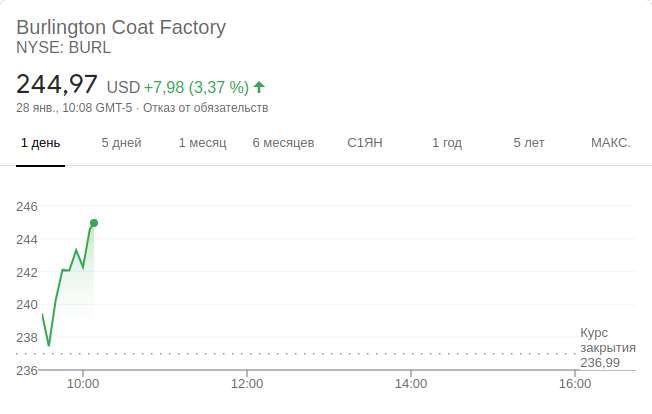 Burlington Coat Factory
NYSE: BURL
244,97 USD +7,98 (3,37 %)
28 янв., 10:08 GMT-5 · Отказ от обязательств
1 день 5 дней 1 месяц 6 месяцев С1ЯН 1 год 5 лет МАКС.
246
244
242
240
238
236
Курс
закрытия
236,99
10:00 12:00 14:00 16:00